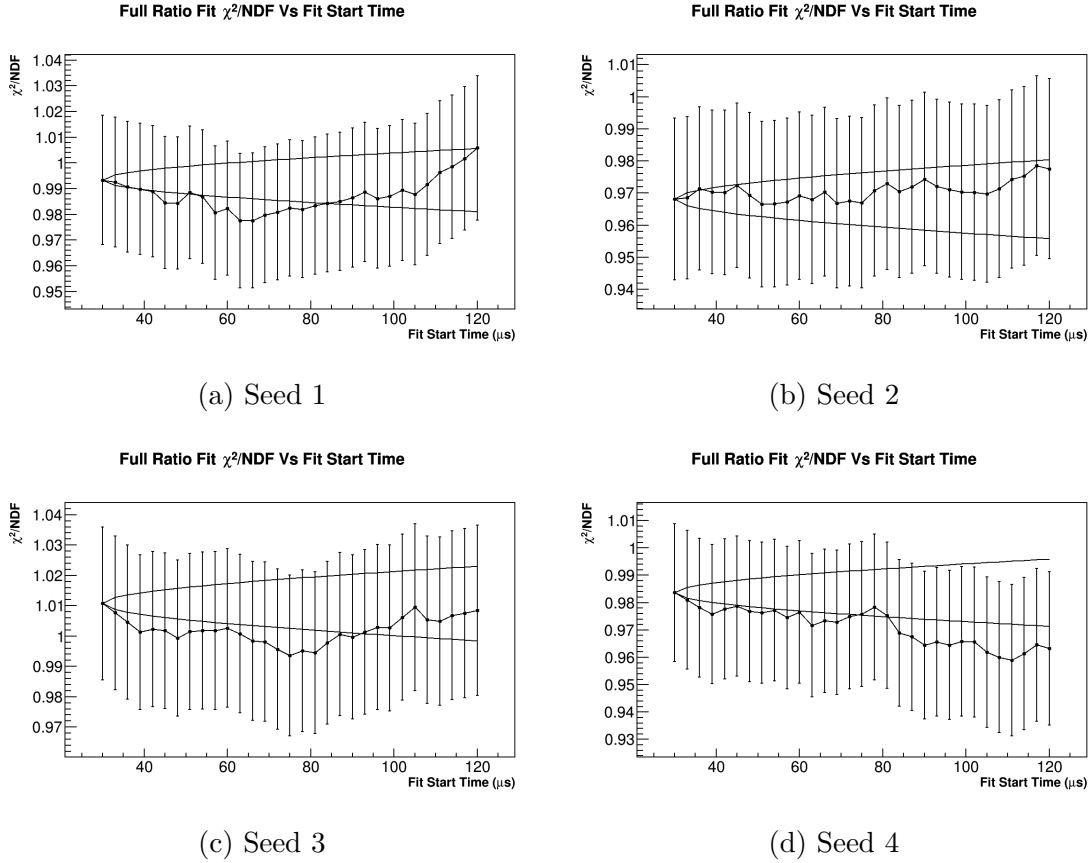 Full Ratio Fit χ²/NDF Vs Fit Start Time
χ²/NDF
1.04
1.03
1.02
1.01
1
0.99
0.98
0.97
0.96
0.95
40 60 80 100 120
Fit Start Time (μs)
(a) Seed 1
Full Ratio Fit χ²/NDF Vs Fit Start Time
χ²/NDF
1.01
1
0.99
0.98
0.97
0.96
0.95
0.94
40 60 80 100 120
Fit Start Time (μs)
(b) Seed 2
Full Ratio Fit χ²/NDF Vs Fit Start Time
χ²/NDF
1.04
1.03
1.02
1.01
1
0.99
0.98
0.97
40 60 80 100 120
Fit Start Time (μs)
(c) Seed 3
Full Ratio Fit χ²/NDF Vs Fit Start Time
χ²/NDF
1.01
1
0.99
0.98
0.97
0.96
0.95
0.94
0.93
40 60 80 100 120
Fit Start Time (μs)
(d) Seed 4